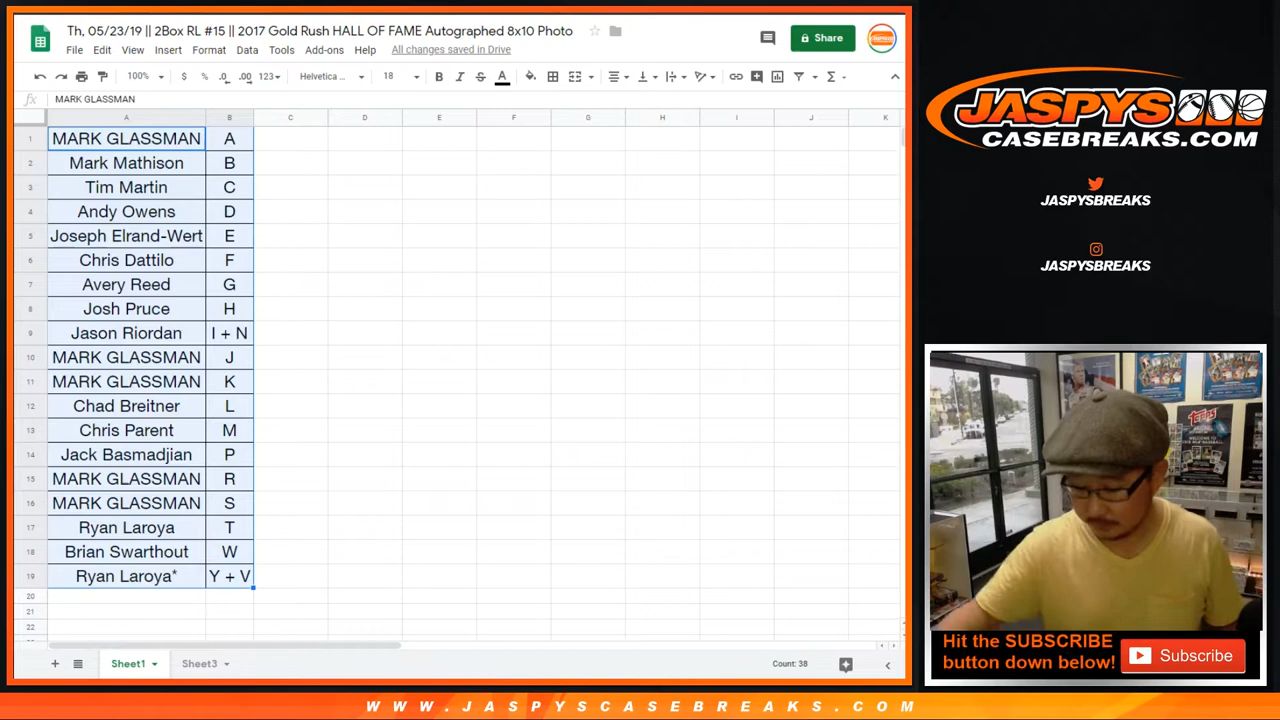 Th, 05/23/19 || 2Box RL #15 || 2017 Gold Rush HALL OF FAME Autographed 8x10 Photo
Share
File Edit View Insert Format Data Tools Add-ons Help All changes saved in Drive
100% $ % .0 .00 123 Helvetica ... 18 B I S A
fx MARK GLASSMAN
A B C D E F G H I J K
1 MARK GLASSMAN A
2 Mark Mathison B
3 Tim Martin C
4 Andy Owens D
5 Joseph Elrand-Wert E
6 Chris Dattilo F
7 Avery Reed G
8 Josh Pruce H
9 Jason Riordan I + N
10 MARK GLASSMAN J
11 MARK GLASSMAN K
12 Chad Breitner L
13 Chris Parent M
14 Jack Basmadjian P
15 MARK GLASSMAN R
16 MARK GLASSMAN S
17 Ryan Laroya T
18 Brian Swarthout W
19 Ryan Laroya* Y + V
20
21
22
Sheet1 Sheet3 Count: 38
JASPYS
CASEBREAKS.COM
JASPYSBREAKS
JASPYSBREAKS
TOPPS
WELCOME TO
Hit the SUBSCRIBE
button down below!
Subscribe
WWW.JASPYSCASEBREAKS.COM